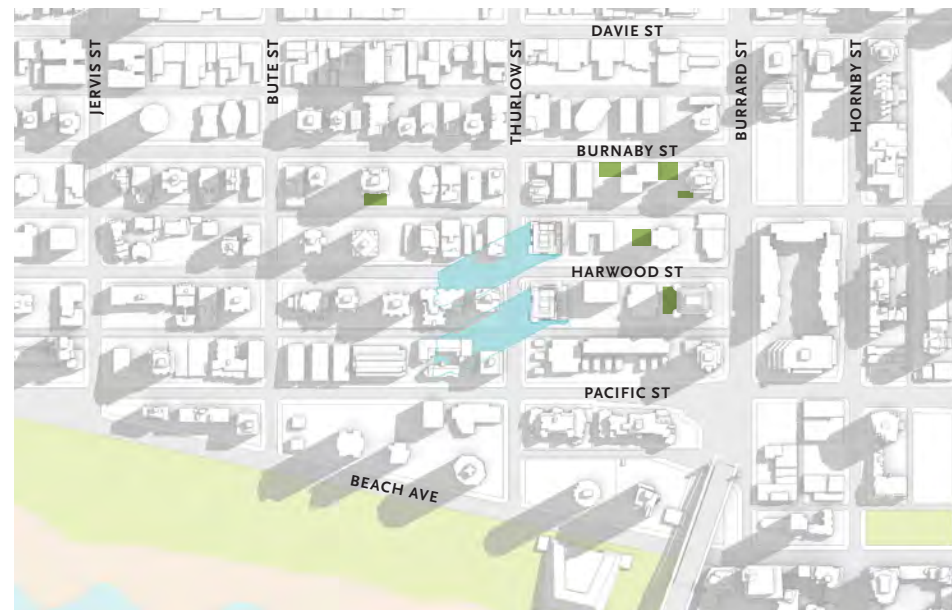 DAVIE ST
JERVIS ST
BUTE ST
THURLOW ST
BURRARD ST
HORNBY ST
BURNABY ST
HARWOOD ST
PACIFIC ST
BEACH AVE